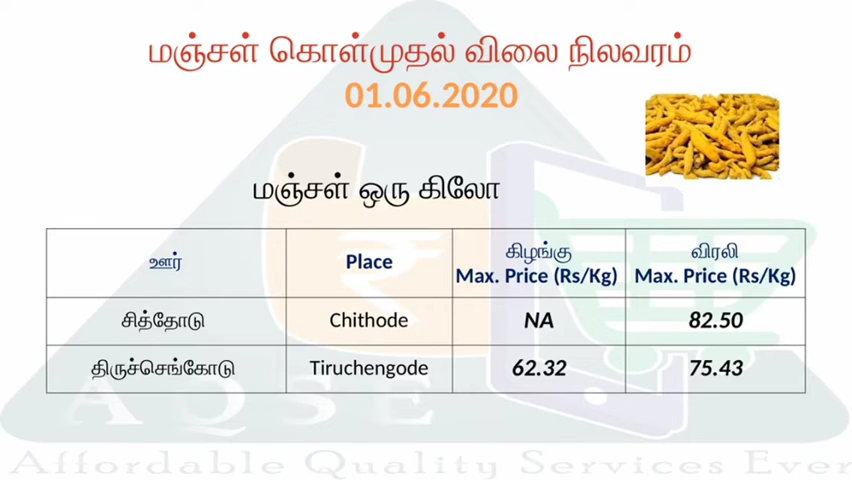 மஞ்சள் கொள்முதல் விலை நிலவரம்
01.06.2020
மஞ்சள் ஒரு கிலோ
ஊர் Place கிழங்கு Max. Price (Rs/Kg) விரலி Max. Price (Rs/Kg)
சித்தோடு Chithode NA 82.50
திருச்செங்கோடு Tiruchengode 62.32 75.43
AQSE
Affordable Quality Services Ever